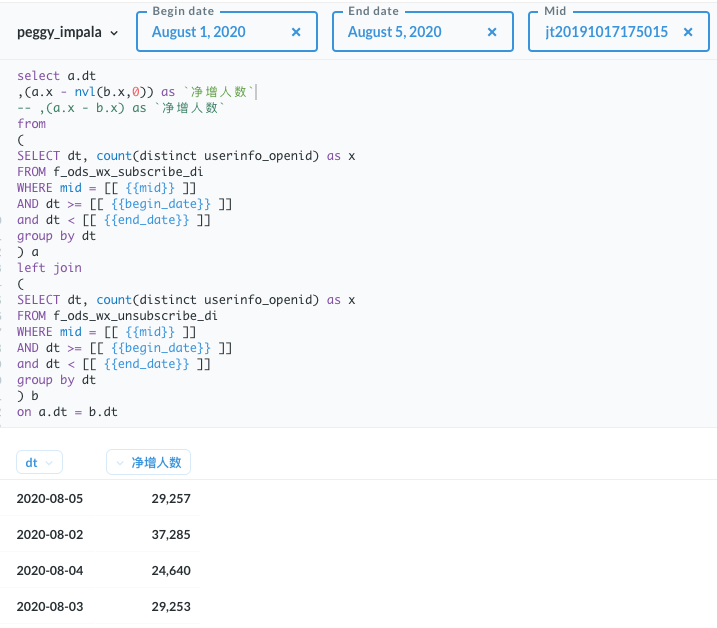 peggy_impala
Begin date
August 1, 2020
End date
August 5, 2020
Mid
jt20191017175015
select a.dt
,(a.x - nvl(b.x,0)) as `净增人数`
-- ,(a.x - b.x) as `净增人数`
from
(
SELECT dt, count(distinct userinfo_openid) as x
FROM f_ods_wx_subscribe_di
WHERE mid = [[ {{mid}} ]]
AND dt >= [[ {{begin_date}} ]]
and dt < [[ {{end_date}} ]]
group by dt
) a
left join
(
SELECT dt, count(distinct userinfo_openid) as x
FROM f_ods_wx_unsubscribe_di
WHERE mid = [[ {{mid}} ]]
AND dt >= [[ {{begin_date}} ]]
and dt < [[ {{end_date}} ]]
group by dt
) b
on a.dt = b.dt
dt 净增人数
2020-08-05 29,257
2020-08-02 37,285
2020-08-04 24,640
2020-08-03 29,253